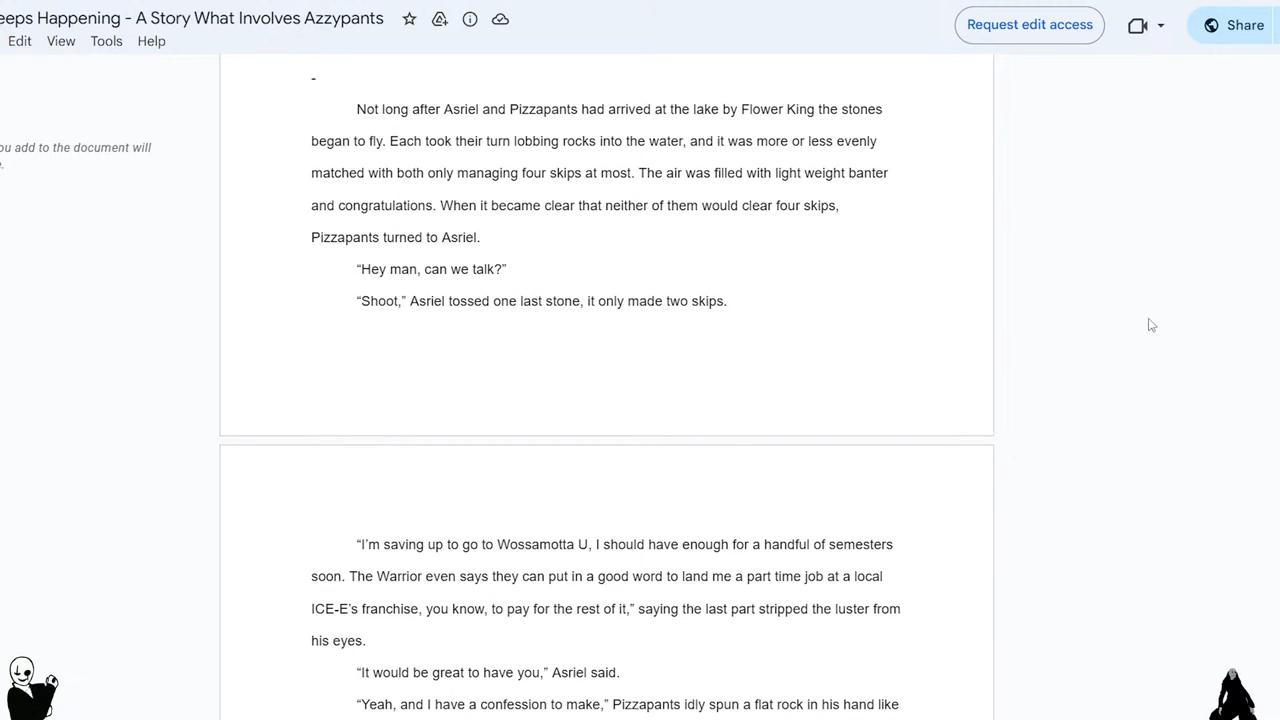 eeps Happening - A Story What Involves Azzypants
Request edit access
Share
Edit View Tools Help
-
ou add to the document will
e.
Not long after Asriel and Pizzapants had arrived at the lake by Flower King the stones
began to fly. Each took their turn lobbing rocks into the water, and it was more or less evenly
matched with both only managing four skips at most. The air was filled with light weight banter
and congratulations. When it became clear that neither of them would clear four skips,
Pizzapants turned to Asriel.
“Hey man, can we talk?”
“Shoot,” Asriel tossed one last stone, it only made two skips.
“I’m saving up to go to Wossamotta U, I should have enough for a handful of semesters
soon. The Warrior even says they can put in a good word to land me a part time job at a local
ICE-E’s franchise, you know, to pay for the rest of it,” saying the last part stripped the luster from
his eyes.
“It would be great to have you,” Asriel said.
“Yeah, and I have a confession to make,” Pizzapants idly spun a flat rock in his hand like